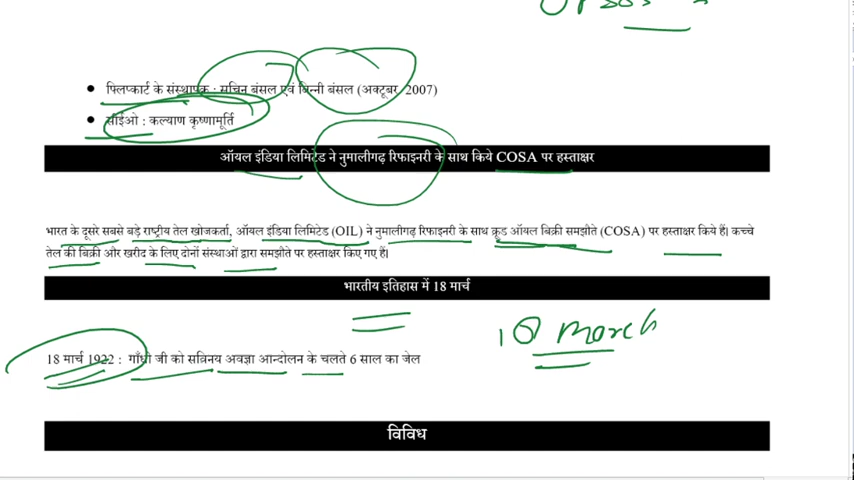 • फ्लिप्कार्ट के संस्थापक : सचिन बंसल एवं बिन्नी बंसल (अक्टूबर, 2007)
• सीईओ : कल्याण कृष्णामूर्ति
ऑयल इंडिया लिमिटेड ने नुमालीगढ़ रिफाइनरी के साथ किये COSA पर हस्ताक्षर
भारत के दूसरे सबसे बड़े राष्ट्रीय तेल खोजकर्ता, ऑयल इंडिया लिमिटेड (OIL) ने नुमालीगढ़ रिफाइनरी के साथ क्रूड ऑयल बिक्री समझौते (COSA) पर हस्ताक्षर किये हैं। कच्चे
तेल की बिक्री और खरीद के लिए दोनों संस्थाओं द्वारा समझौते पर हस्ताक्षर किए गए हैं।
भारतीय इतिहास में 18 मार्च
18 march
18 मार्च 1922 : गाँधी जी को सविनय अवज्ञा आन्दोलन के चलते 6 साल का जेल
विविध